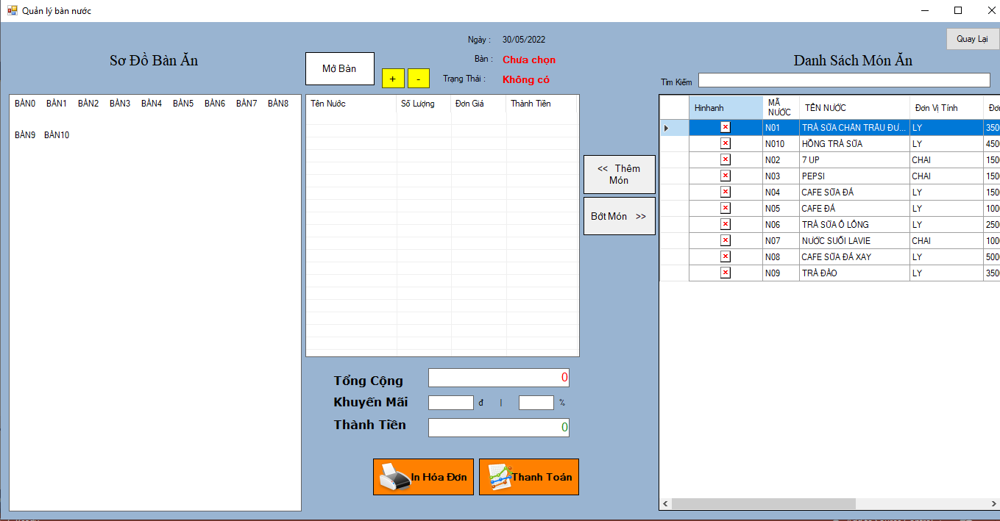 Quản lý bàn nước
Quay Lại
Ngày : 30/05/2022
Sơ Đồ Bàn Ăn
Mở Bàn
Bàn : Chưa chọn
+ -
Trạng Thái : Không có
Danh Sách Món Ăn
Tìm Kiếm
BÀN0 BÀN1 BÀN2 BÀN3 BÀN4 BÀN5 BÀN6 BÀN7 BÀN8
BÀN9 BÀN10
Tên Nước Số Lượng Đơn Giá Thành Tiền
<< Thêm
Món
Bớt Món >>
Hinhanh MÃ NƯỚC TÊN NƯỚC Đơn Vị Tính Đơn
N01 TRÀ SỮA CHÂN TRÂU ĐƯ... LY 350
N010 HỒNG TRÀ SỮA LY 450
N02 7 UP CHAI 150
N03 PEPSI CHAI 150
N04 CAFE SỮA ĐÁ LY 150
N05 CAFE ĐÁ LY 100
N06 TRÀ SỮA Ô LÔNG LY 250
N07 NƯỚC SUỐI LAVIE CHAI 100
N08 CAFE SỮA ĐÁ XAY LY 500
N09 TRÀ ĐÀO LY 350
Tổng Cộng 0
Khuyến Mãi đ | %
Thành Tiền 0
In Hóa Đơn
Thanh Toán